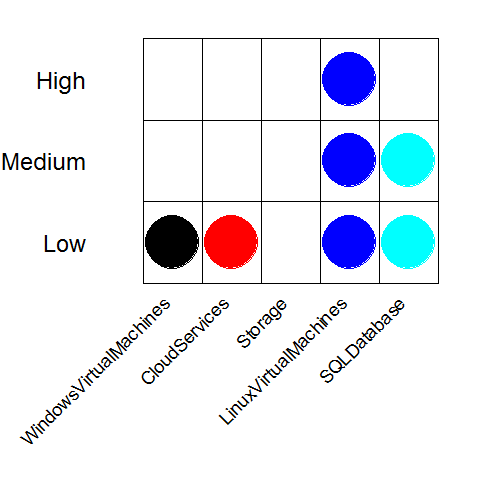 High
Medium
Low
WindowsVirtualMachines
CloudServices
Storage
LinuxVirtualMachines
SQLDatabase